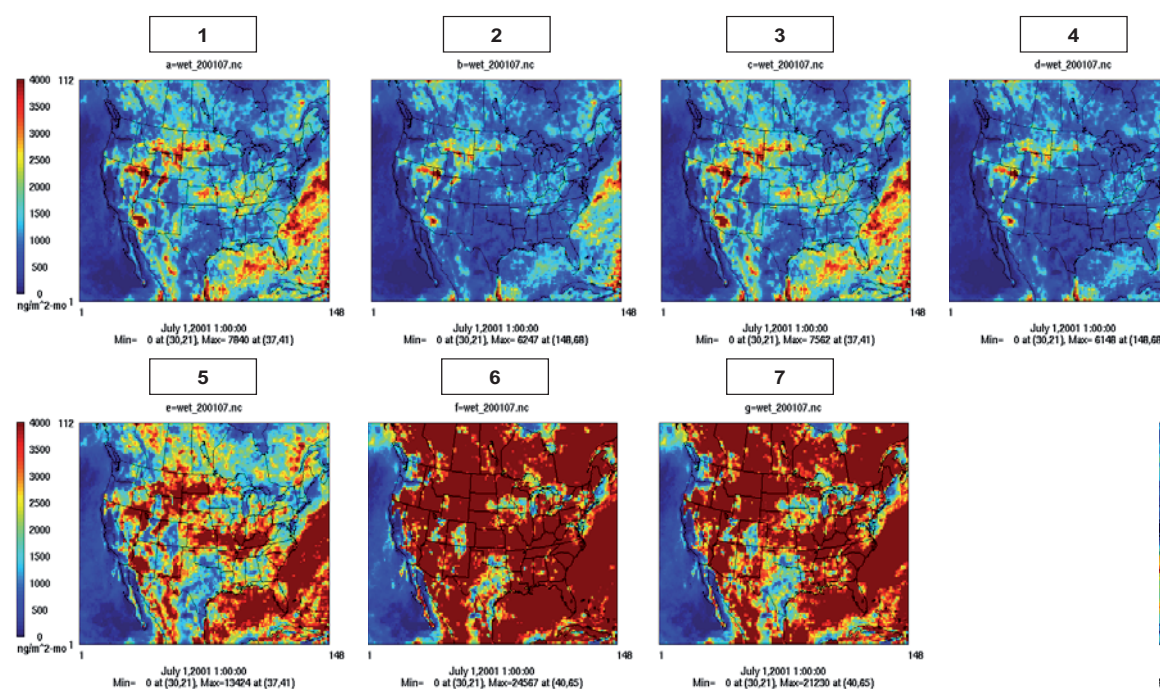 1 2 3 4
a=wet_200107.nc b=wet_200107.nc c=wet_200107.nc d=wet_200107.nc
4000 112
3500
3000
2500
2000
1500
1000
500
0
ng/m^2-mo 1
1 148 1 148 1 148 1
July 1,2001 1:00:00 July 1,2001 1:00:00 July 1,2001 1:00:00 July 1,2001 1:00:00
Min= 0 at (30,21), Max= 7840 at (37,41) Min= 0 at (30,21), Max= 6247 at (148,68) Min= 0 at (30,21), Max= 7562 at (37,41) Min= 0 at (30,21), Max= 6148 at (148,68
5 6 7
e=wet_200107.nc f=wet_200107.nc g=wet_200107.nc
4000 112
3500
3000
2500
2000
1500
1000
500
0
ng/m^2-mo 1
1 148 1 148 1 148
July 1,2001 1:00:00 July 1,2001 1:00:00 July 1,2001 1:00:00
Min= 0 at (30,21), Max=13424 at (37,41) Min= 0 at (30,21), Max=24567 at (40,65) Min= 0 at (30,21), Max=21230 at (40,65)